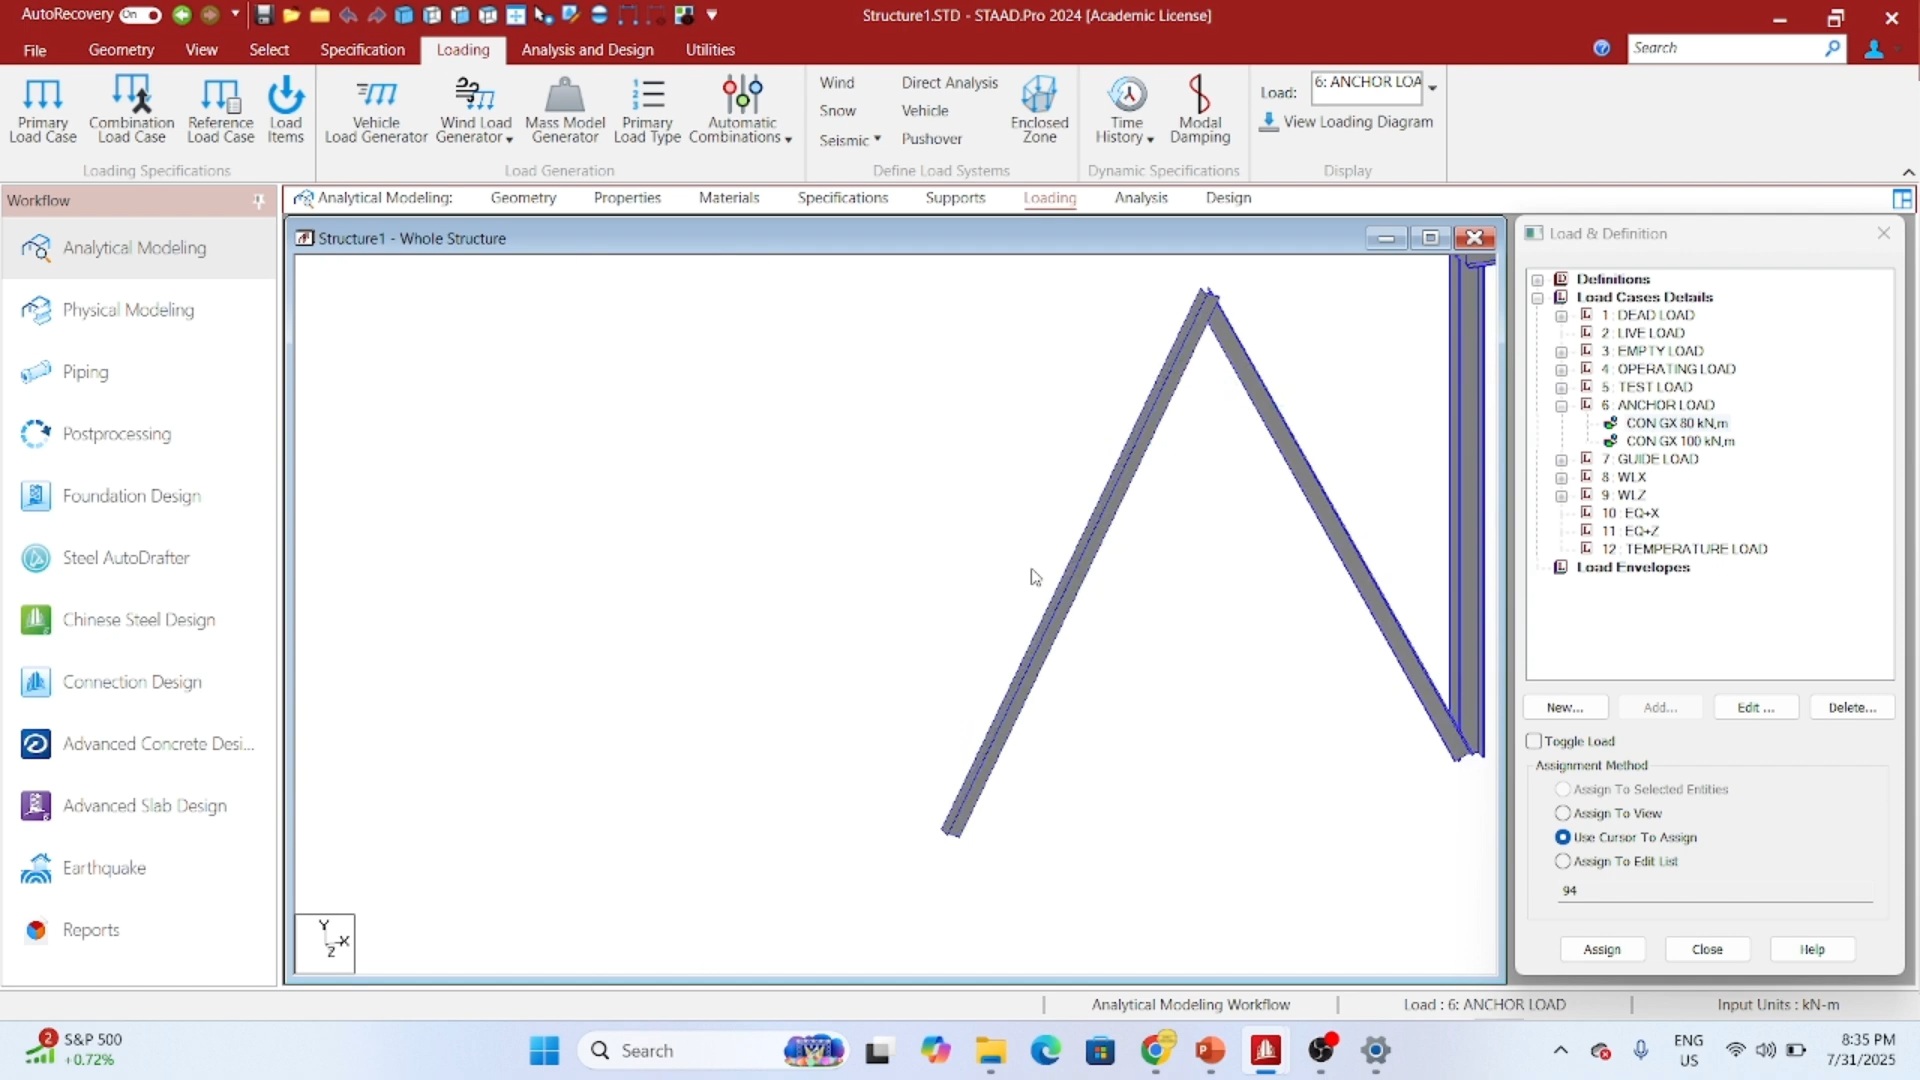 AutoRecovery On
Structure1.STD - STAAD.Pro 2024 [Academic License]
File Geometry View Select Specification Loading Analysis and Design Utilities
Search
Primary Load Case
Combination Load Case
Reference Load Case
Load Items
Loading Specifications
Vehicle Load Generator
Wind Load Generator
Mass Model Generator
Primary Load Type
Automatic Combinations
Load Generation
Wind
Snow
Seismic
Direct Analysis
Vehicle
Pushover
Enclosed Zone
Define Load Systems
Time History
Modal Damping
Dynamic Specifications
Load: 6: ANCHOR LOA
View Loading Diagram
Display
Workflow
Analytical Modeling: Geometry Properties Materials Specifications Supports Loading Analysis Design
Analytical Modeling
Physical Modeling
Piping
Postprocessing
Foundation Design
Steel AutoDrafter
Chinese Steel Design
Connection Design
Advanced Concrete Desi...
Advanced Slab Design
Earthquake
Reports
Structure1 - Whole Structure
Y
X
Z
Load & Definition
Definitions
Load Cases Details
1 : DEAD LOAD
2 : LIVE LOAD
3 : EMPTY LOAD
4 : OPERATING LOAD
5 : TEST LOAD
6 : ANCHOR LOAD
CON GX 80 kN,m
CON GX 100 kN,m
7 : GUIDE LOAD
8 : WLX
9 : WLZ
10 : EQ+X
11 : EQ+Z
12 : TEMPERATURE LOAD
Load Envelopes
New... Add... Edit ... Delete...
Toggle Load
Assignment Method
Assign To Selected Entities
Assign To View
Use Cursor To Assign
Assign To Edit List
94
Assign Close Help
Analytical Modeling Workflow Load : 6: ANCHOR LOAD Input Units : kN-m
2
S&P 500
+0.72%
Search
ENG
US
8:35 PM
7/31/2025